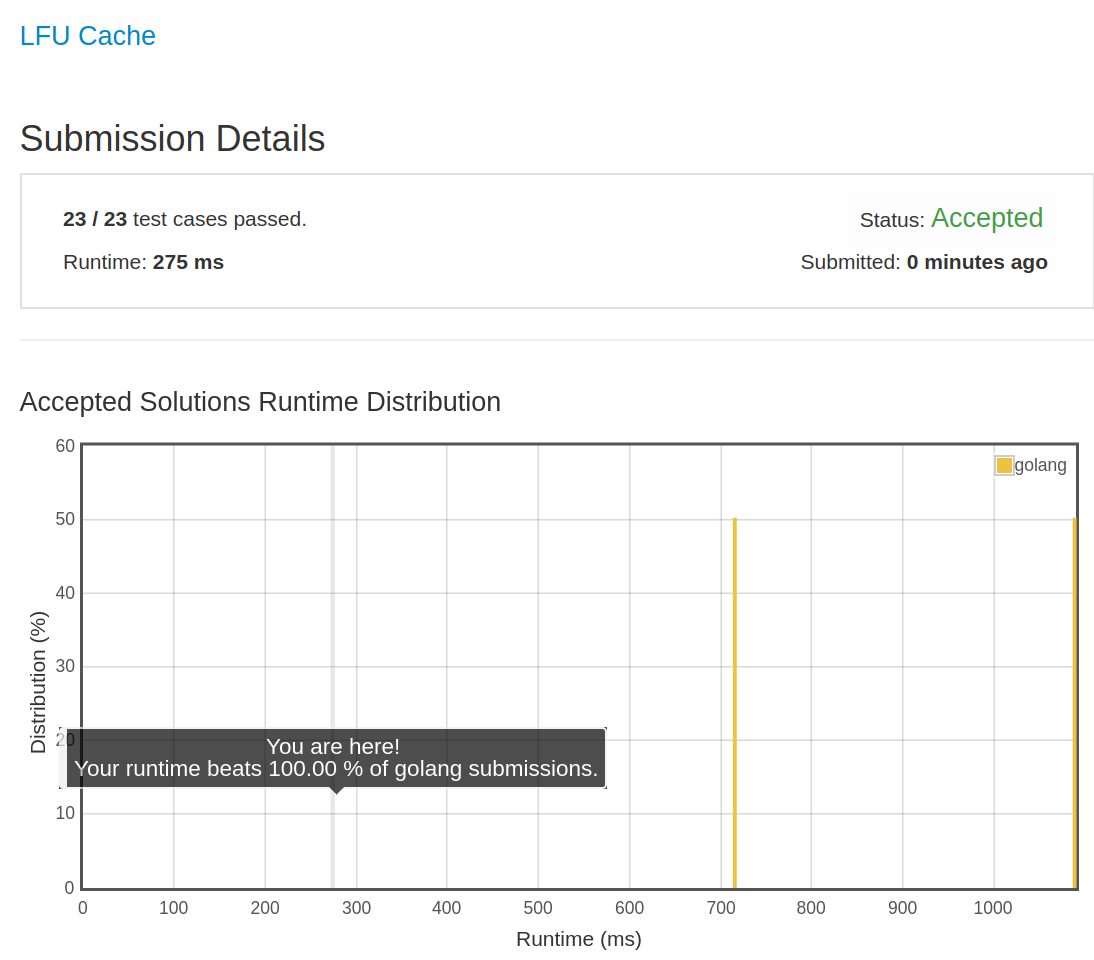 LFU Cache
Submission Details
23 / 23 test cases passed.
Status: Accepted
Runtime: 275 ms
Submitted: 0 minutes ago
Accepted Solutions Runtime Distribution
60
50
40
30
20
10
0
Distribution (%)
golang
You are here!
Your runtime beats 100.00 % of golang submissions.
0 100 200 300 400 500 600 700 800 900 1000
Runtime (ms)